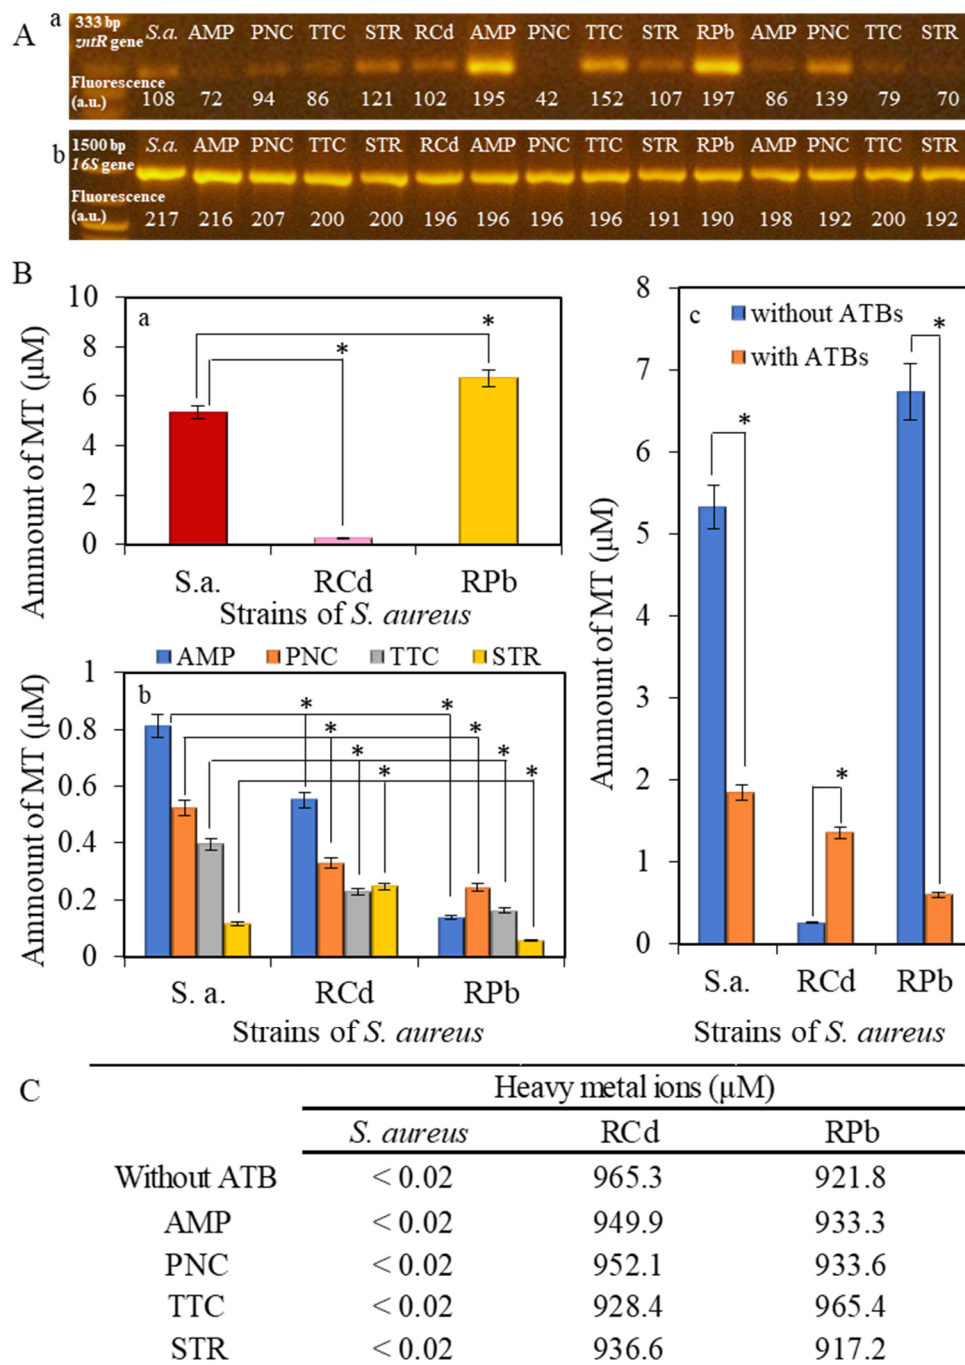 A
a
333 bp
zntR gene
S.a. AMP PNC TTC STR RCd AMP PNC TTC STR RPb AMP PNC TTC STR
Fluorescence
(a.u.)
108 72 94 86 121 102 195 42 152 107 197 86 139 79 70
b
1500 bp
16S gene
S.a. AMP PNC TTC STR RCd AMP PNC TTC STR RPb AMP PNC TTC STR
Fluorescence
(a.u.)
217 216 207 200 200 196 196 196 196 191 190 198 192 200 192
B
Ammount of MT (µM)
10
8
6
4
2
0
a
*
*
S.a. RCd RPb
Strains of S. aureus
AMP PNC TTC STR
Ammount of MT (µM)
1
0.8
0.6
0.4
0.2
0
b
* *
* *
* *
* *
S. a. RCd RPb
Strains of S. aureus
Ammount of MT (µM)
8
7
6
5
4
3
2
1
0
c
without ATBs
with ATBs
*
*
*
S.a. RCd RPb
Strains of S. aureus
C
Heavy metal ions (µM)
S. aureus RCd RPb
Without ATB < 0.02 965.3 921.8
AMP < 0.02 949.9 933.3
PNC < 0.02 952.1 933.6
TTC < 0.02 928.4 965.4
STR < 0.02 936.6 917.2